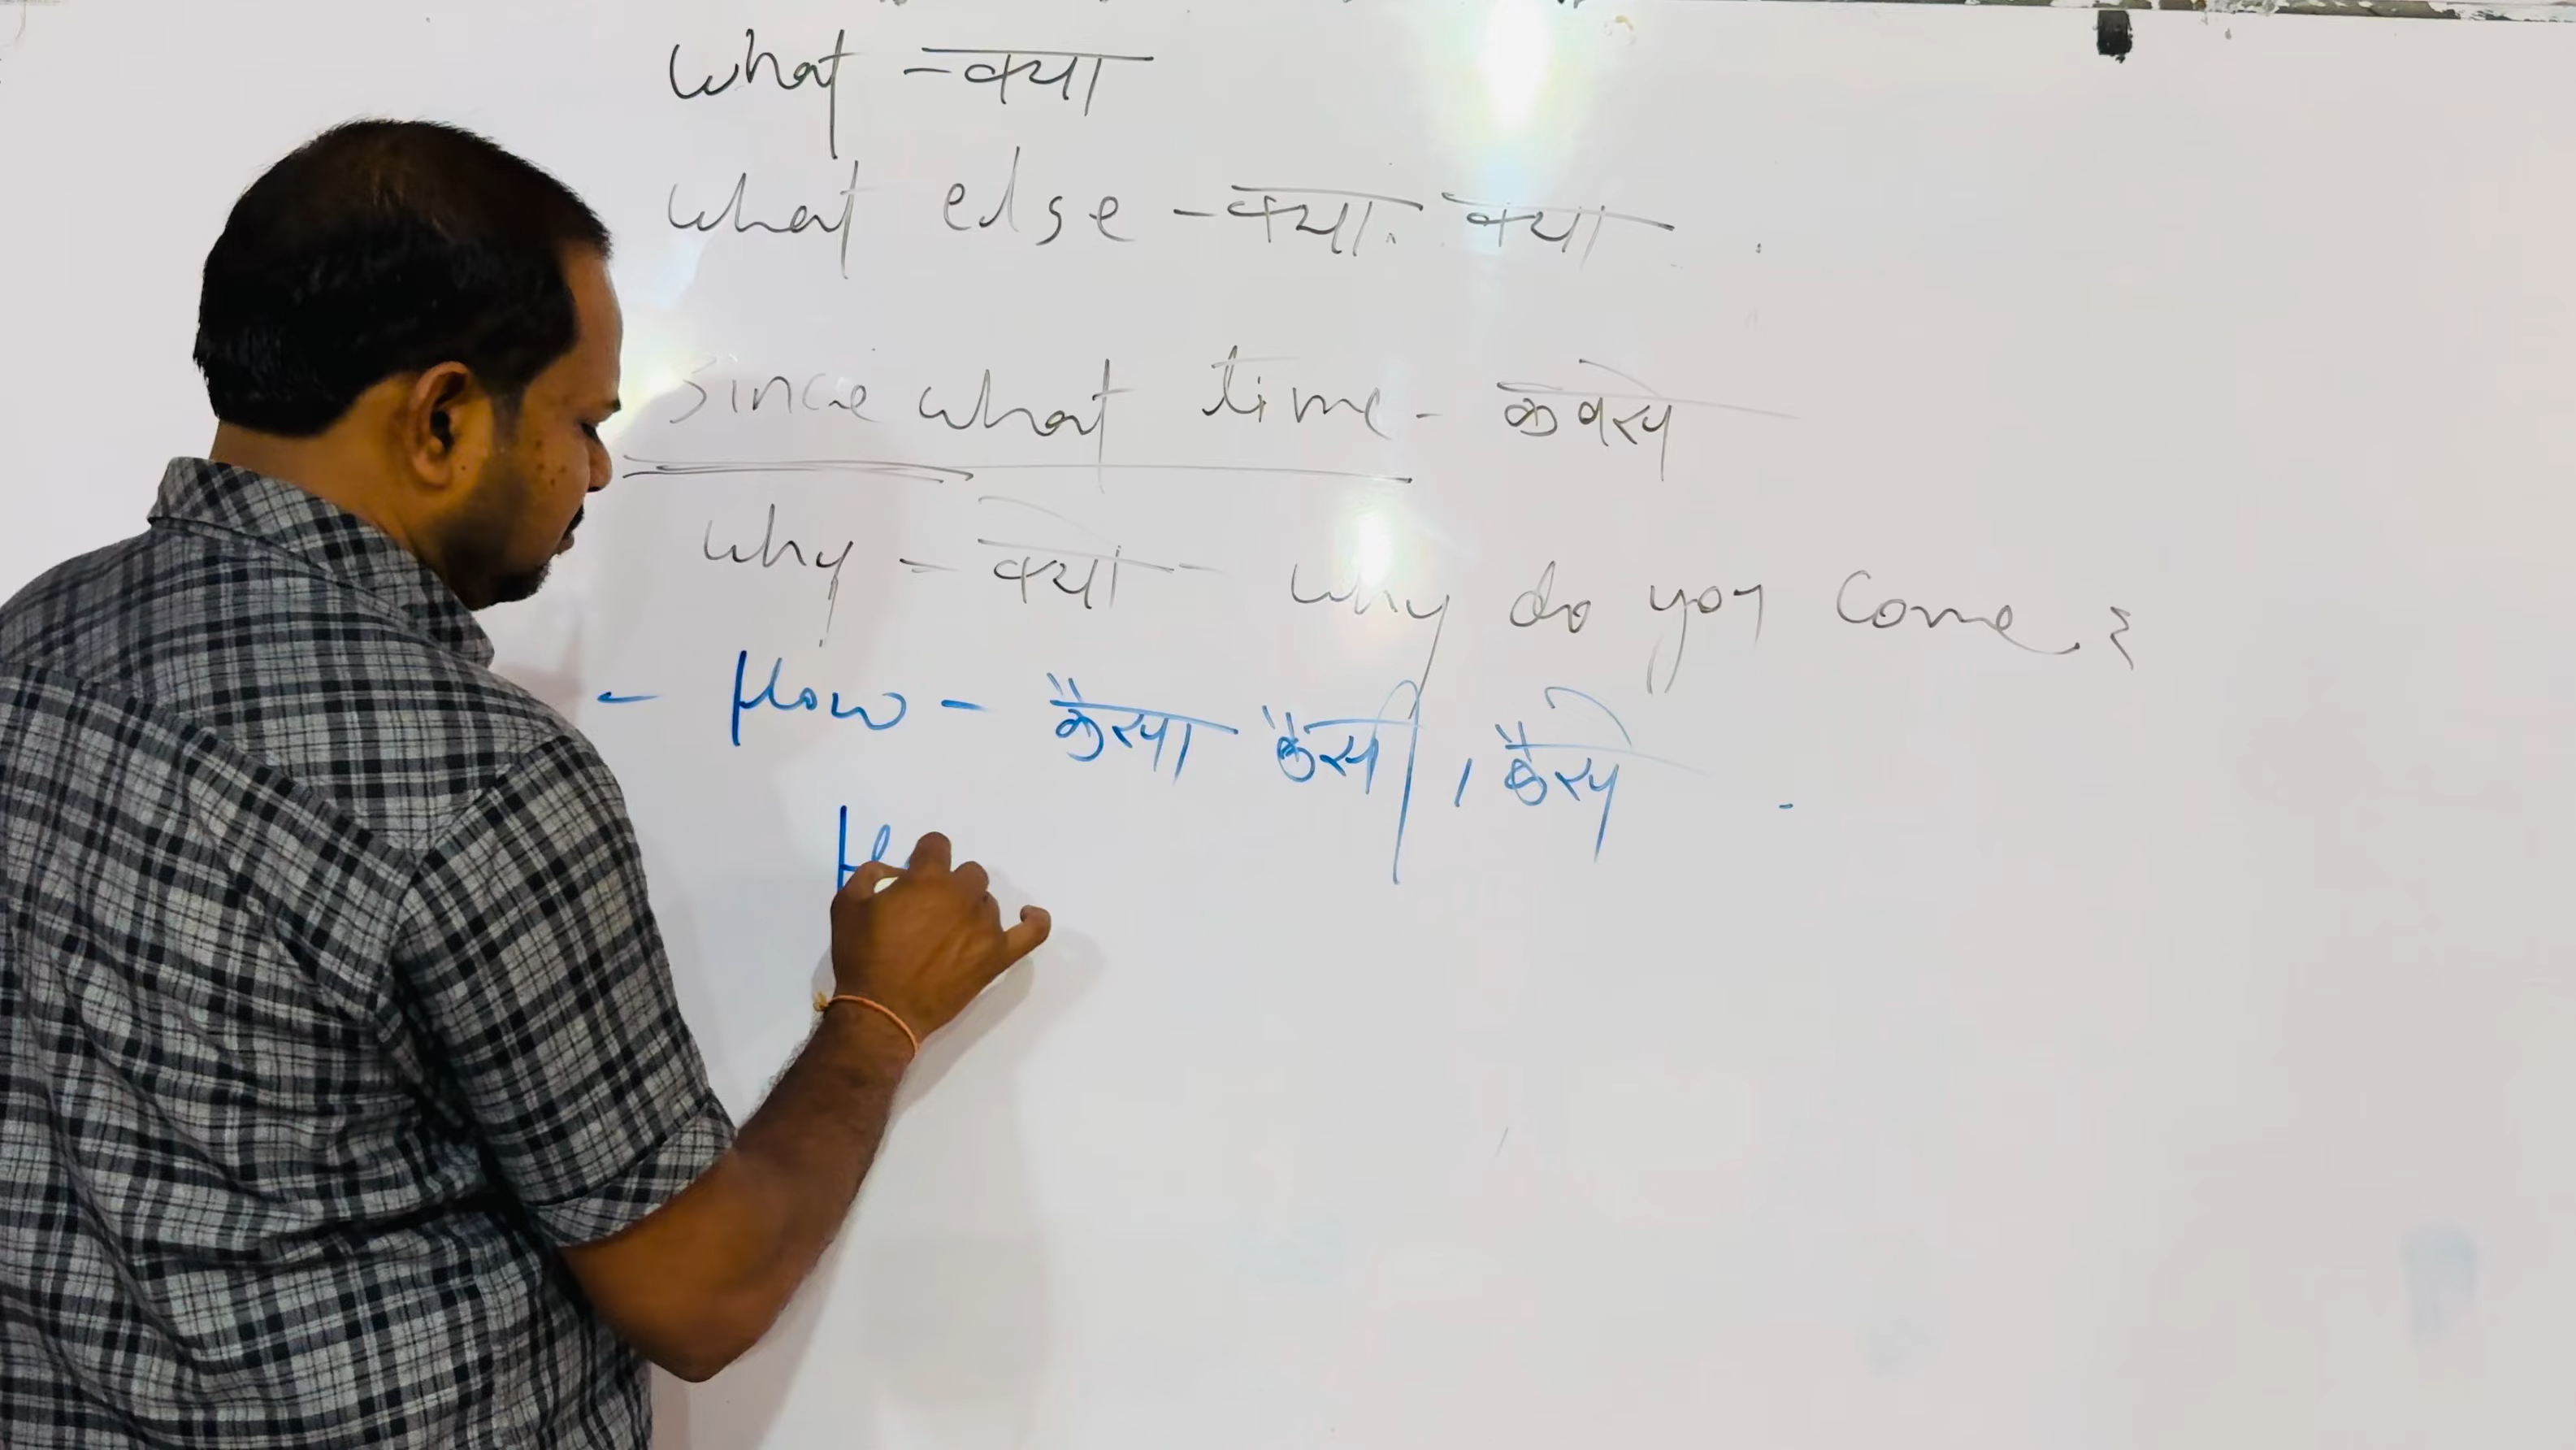 What = क्या
What else - क्या. क्या
Since what time - कबसे
Why = क्यो - Why do you Come ?
- How - कैसा कैसी, कैसे